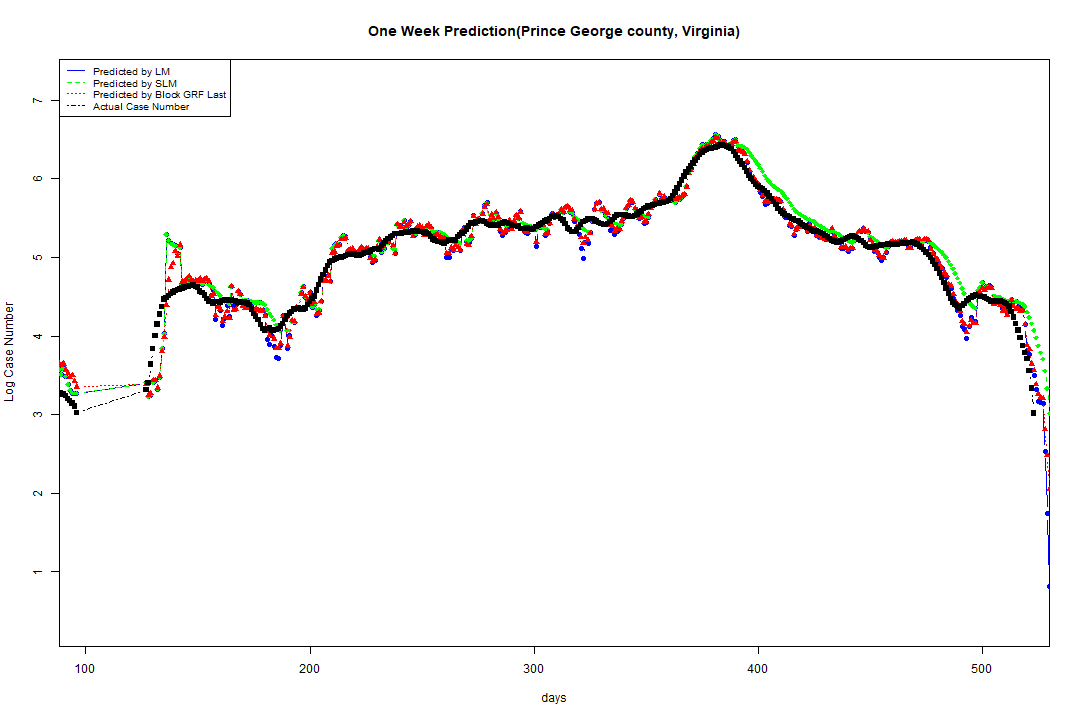 One Week Prediction(Prince George county, Virginia)
Predicted by LM
Predicted by SLM
Predicted by Block GRF Last
Actual Case Number
7
6
5
4
3
2
1
Log Case Number
100 200 300 400 500
days